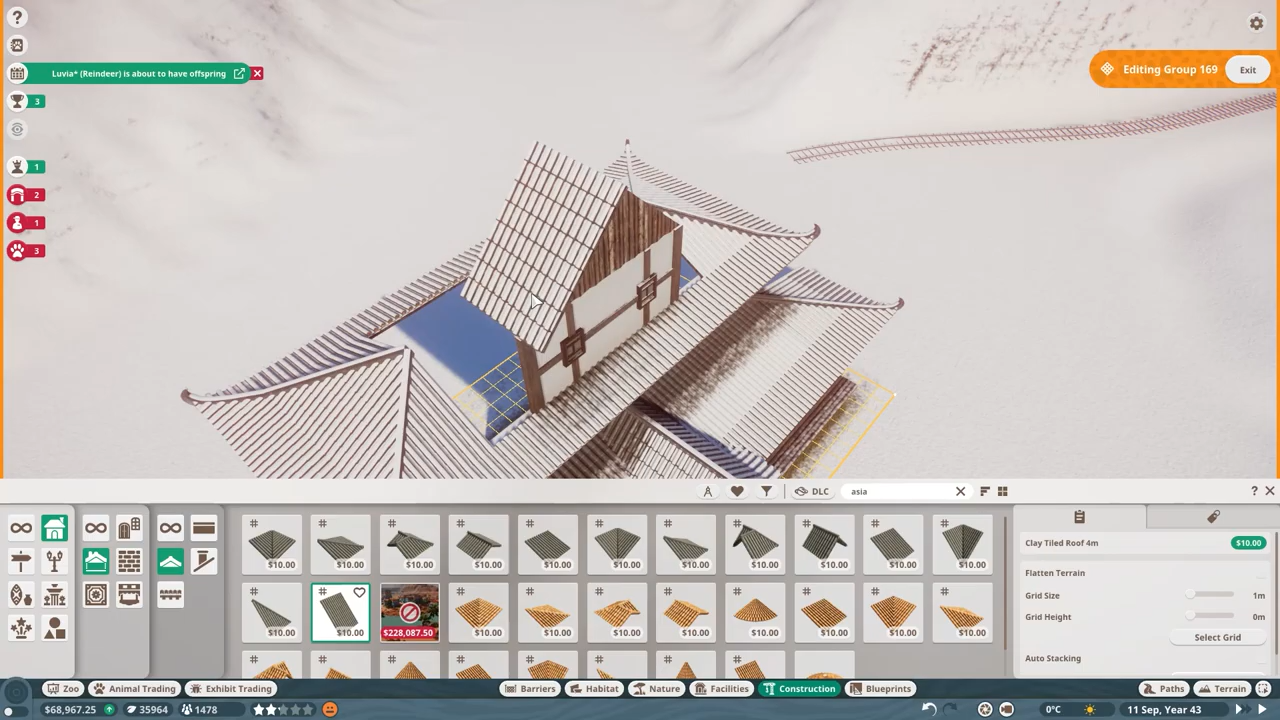 ?
Luvia* (Reindeer) is about to have offspring
3
1
2
1
3
Editing Group 169
Exit
DLC
asia
?
$10.00 $10.00 $10.00 $10.00 $10.00 $10.00 $10.00 $10.00 $10.00 $10.00 $10.00
$10.00 $10.00 $228,087.50 $10.00 $10.00 $10.00 $10.00 $10.00 $10.00 $10.00 $10.00
Clay Tiled Roof 4m
$10.00
Flatten Terrain
Grid Size
1m
Grid Height
0m
Select Grid
Auto Stacking
Zoo
Animal Trading
Exhibit Trading
Barriers
Habitat
Nature
Facilities
Construction
Blueprints
Paths
Terrain
$68,967.25
35964
1478
0°C
11 Sep, Year 43